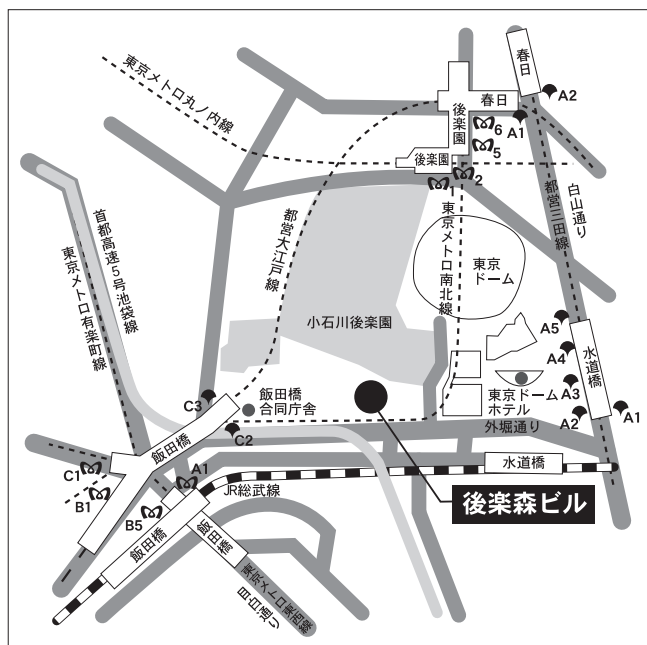 春日
A2
春日
A1
後楽園
6
5
後楽園
2
1
東京メトロ丸ノ内線
白山通り
都営三田線
首都高速5号池袋線
東京メトロ有楽町線
都営大江戸線
東京メトロ南北線
東京
ドーム
小石川後楽園
A5
A4
水道橋
A3
A2
A1
東京ドーム
ホテル
外堀通り
C3
飯田橋
合同庁舎
C2
飯田橋
C1
B1
A1
B5
JR総武線
水道橋
後楽森ビル
飯田橋
飯田橋
東京メトロ東西線
目白通り